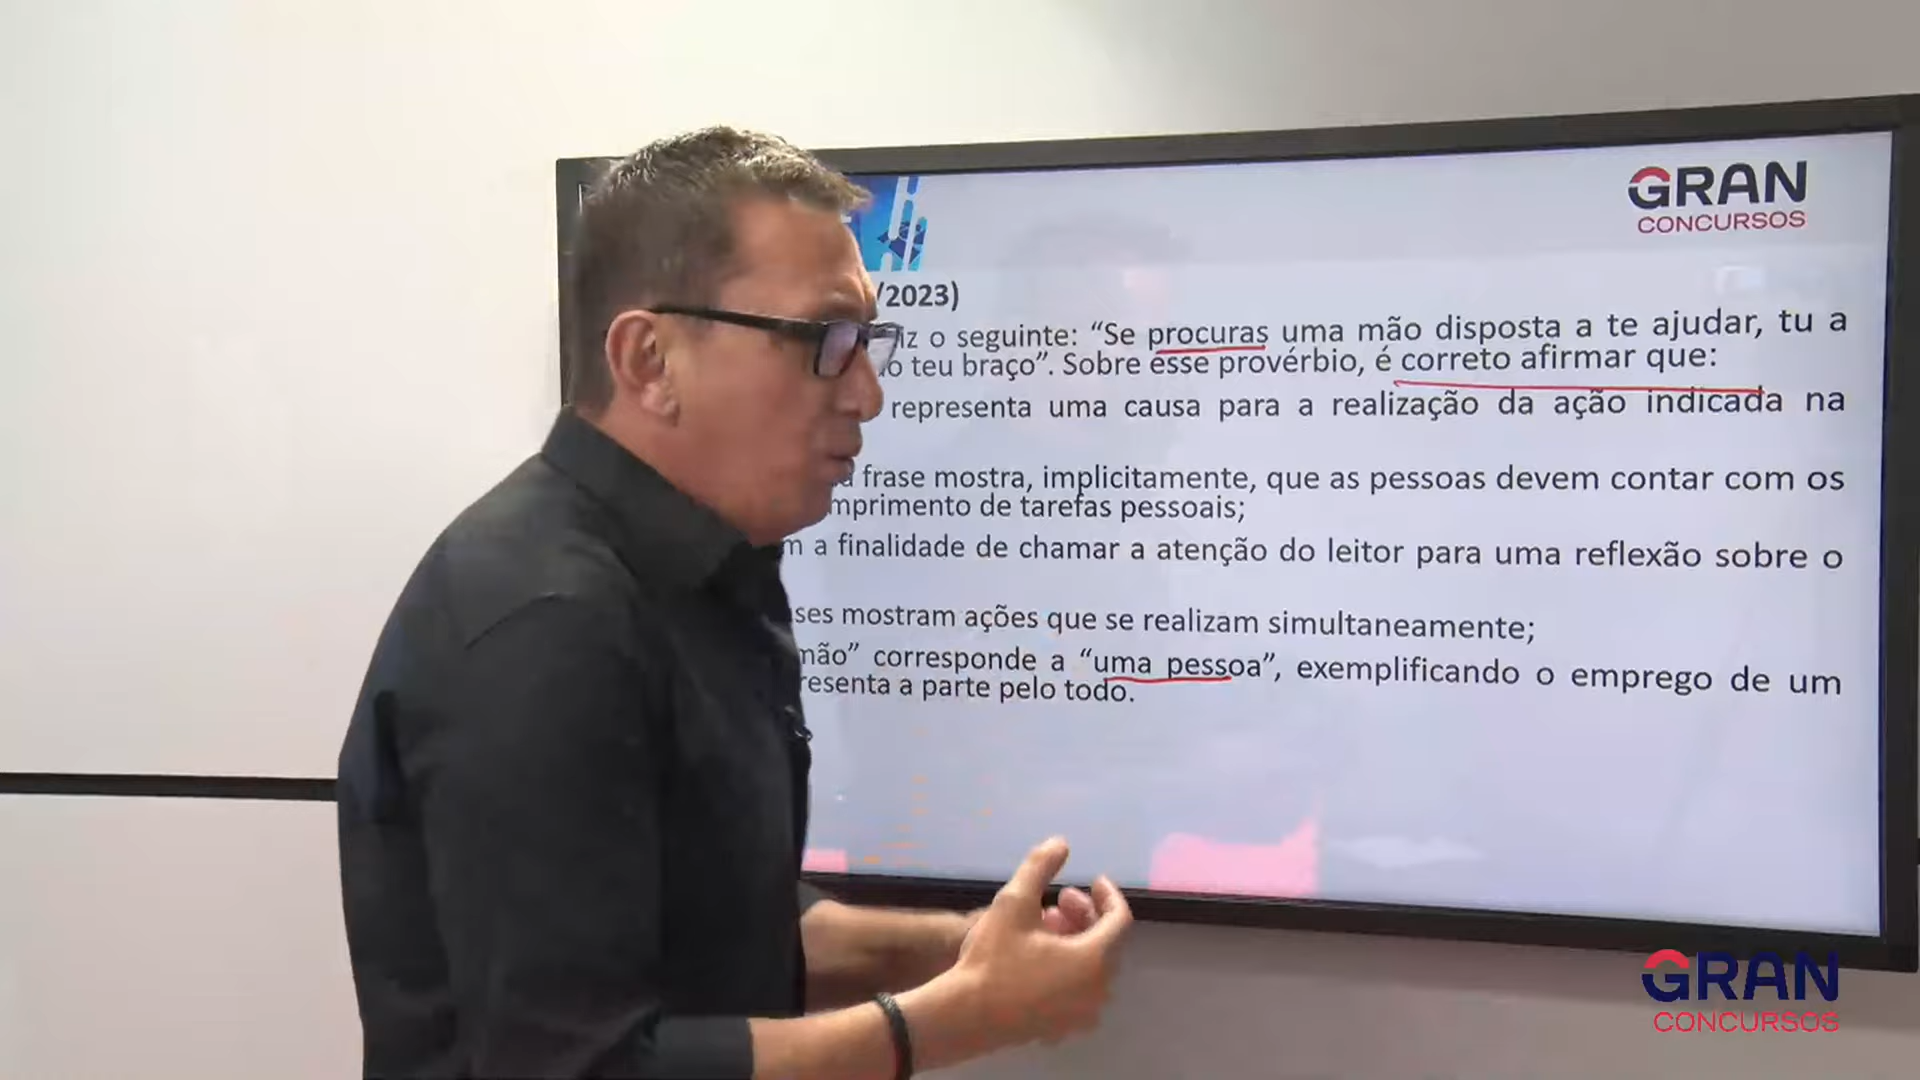 GRAN
CONCURSOS
/2023)
iz o seguinte: “Se procuras uma mão disposta a te ajudar, tu a
teu braço”. Sobre esse provérbio, é correto afirmar que:
representa uma causa para a realização da ação indicada na
frase mostra, implicitamente, que as pessoas devem contar com os
mprimento de tarefas pessoais;
m a finalidade de chamar a atenção do leitor para uma reflexão sobre o
ses mostram ações que se realizam simultaneamente;
mão” corresponde a “uma pessoa”, exemplificando o emprego de um
resenta a parte pelo todo.
GRAN
CONCURSOS